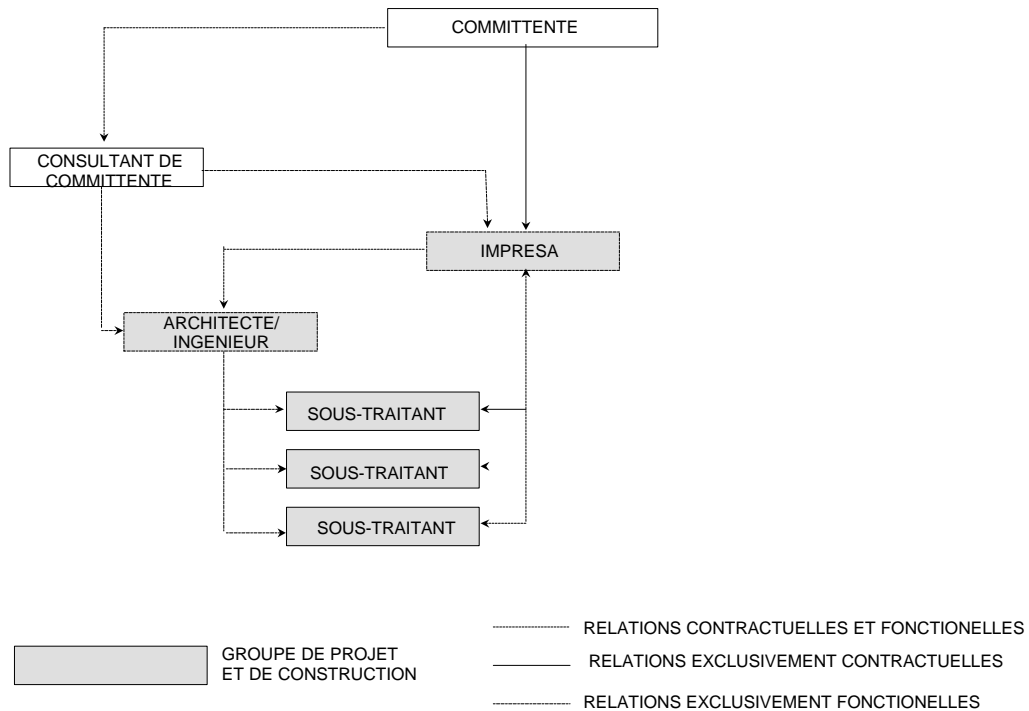 COMMITTENTE
CONSULTANT DE
COMMITTENTE
IMPRESA
ARCHITECTE/
INGENIEUR
SOUS-TRAITANT
SOUS-TRAITANT
SOUS-TRAITANT
GROUPE DE PROJET
ET DE CONSTRUCTION
RELATIONS CONTRACTUELLES ET FONCTIONELLES
RELATIONS EXCLUSIVEMENT CONTRACTUELLES
RELATIONS EXCLUSIVEMENT FONCTIONELLES